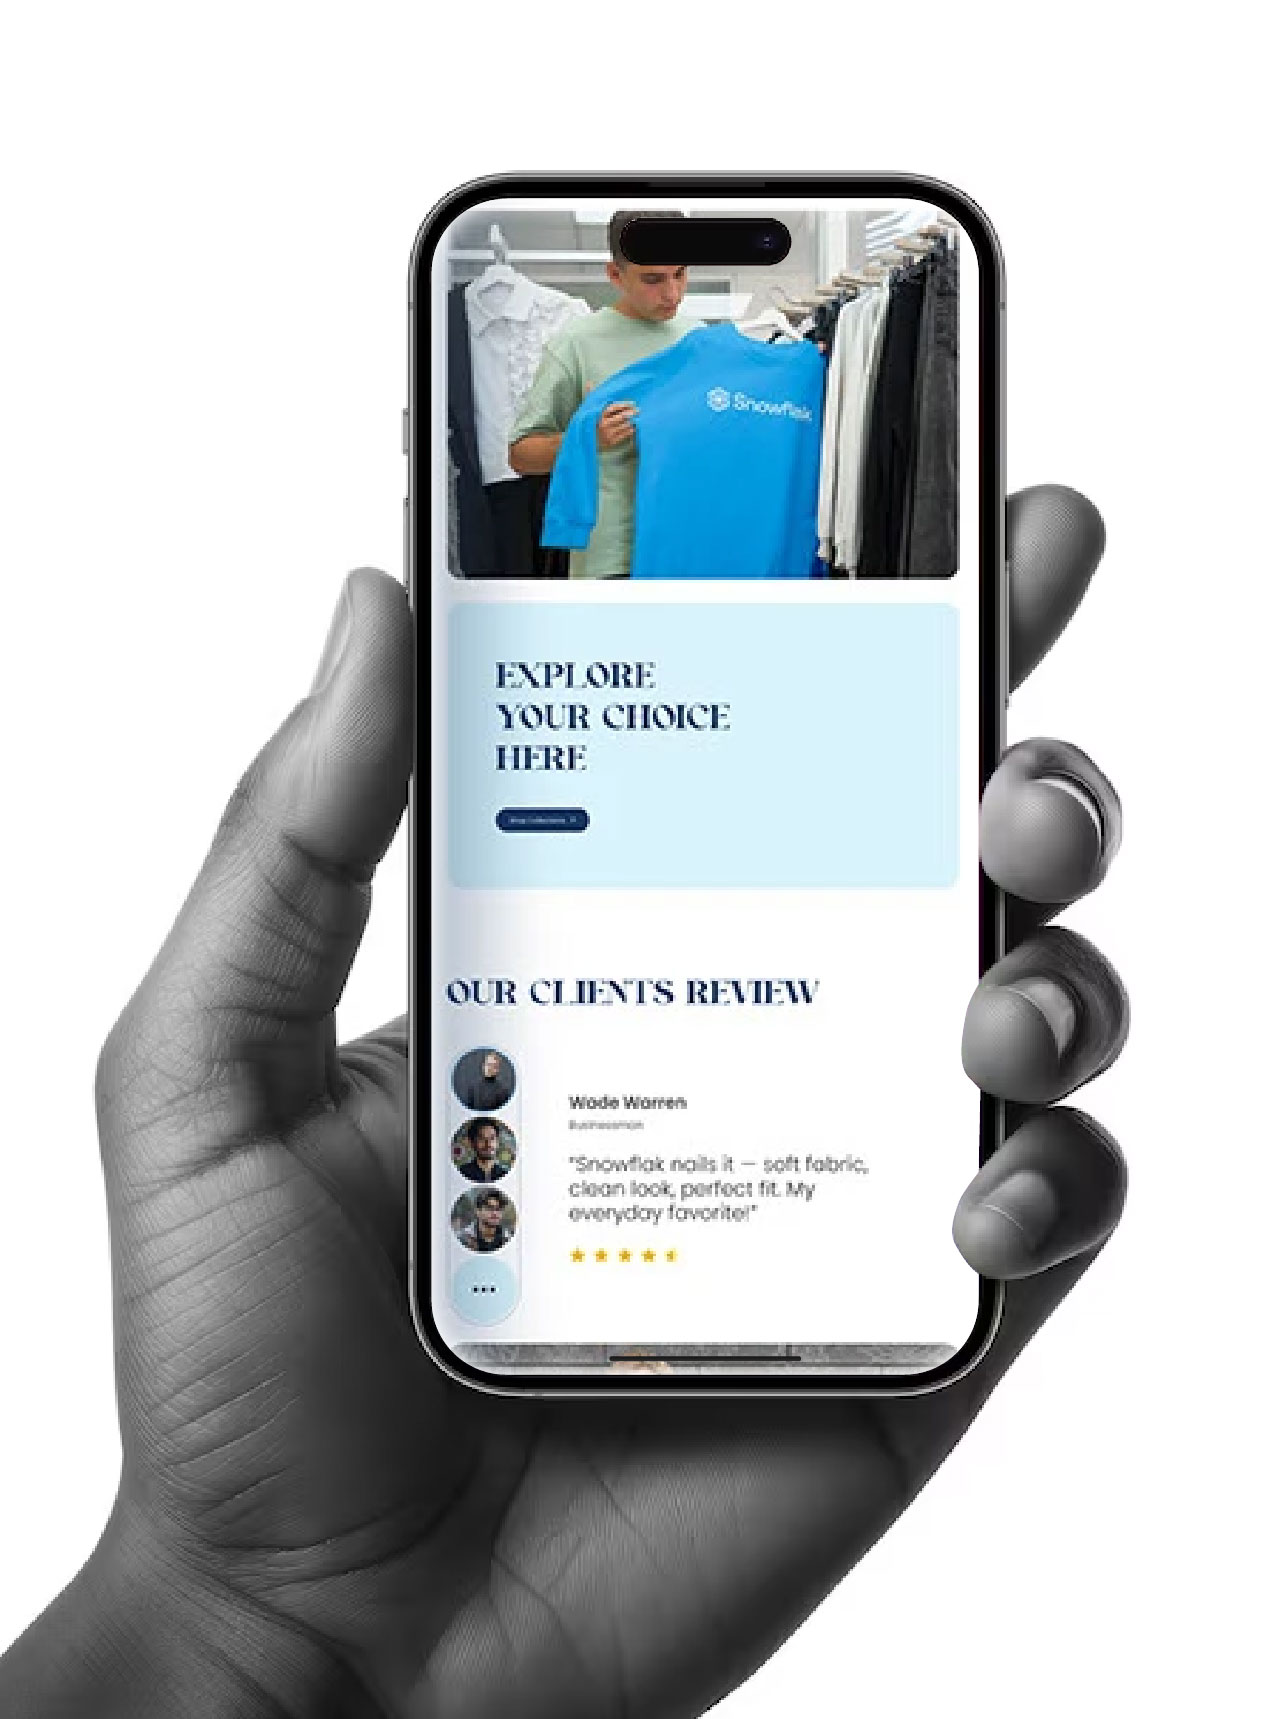 Snowflak
EXPLORE
YOUR CHOICE
HERE
Shop Collections
OUR CLIENTS REVIEW
Wade Warren
Businessman
"Snowflak nails it — soft fabric,
clean look, perfect fit. My
everyday favorite!"